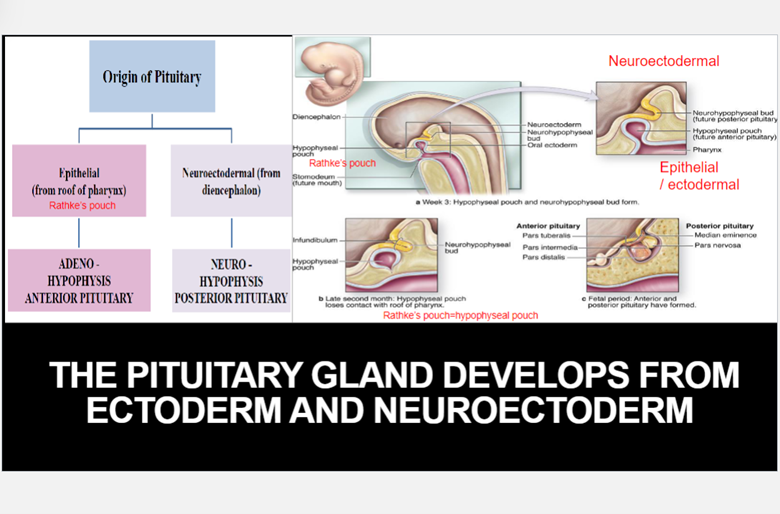 Origin of Pituitary
Epithelial
(from roof of pharynx)
Rathke's pouch
Neuroectodermal (from
diencephalon)
ADENO -
HYPOPHYSIS
ANTERIOR PITUITARY
NEURO -
HYPOPHYSIS
POSTERIOR PITUITARY
Neuroectodermal
Diencephalon
Hypophyseal
pouch
Rathke's pouch
Stomodeum
(future mouth)
Neuroectoderm
Neurohypophyseal
bud
Oral ectoderm
Neurohypophyseal bud
(future posterior pituitary
Hypophyseal pouch
(future anterior pituitary)
Pharynx
Epithelial
/ ectodermal
a Week 3: Hypophyseal pouch and neurohypophyseal bud form.
Infundibulum
Hypophyseal
pouch
Neurohypophyseal
bud
b Late second month: Hypophyseal pouch
loses contact with roof of pharynx.
Rathke's pouch=hypophyseal pouch
Anterior pituitary
Pars tuberalis
Pars intermedia
Pars distalis
Posterior pituitary
Median eminence
Pars nervosa
c Fetal period: Anterior and
posterior pituitary have formed.
THE PITUITARY GLAND DEVELOPS FROM
ECTODERM AND NEUROECTODERM